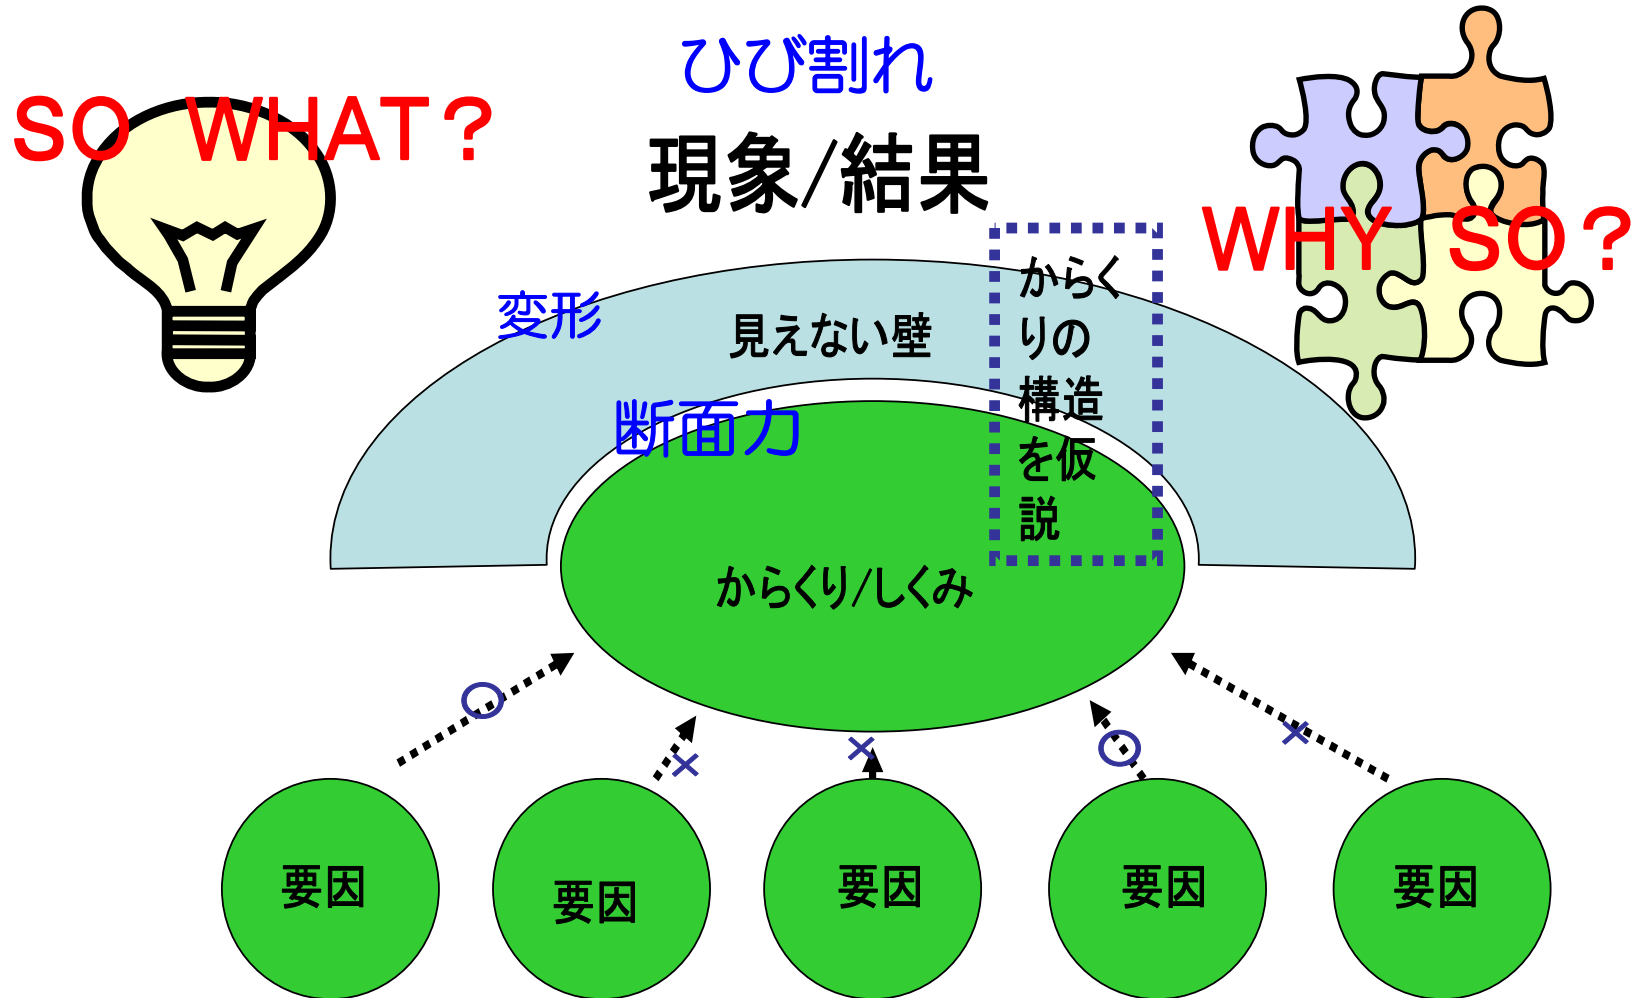 ひび割れ
SO WHAT?
現象/結果
WHY SO?
からく
りの
構造
を仮
説
変形
見えない壁
断面力
からくり/しくみ
○
×
×
○
×
要因
要因
要因
要因
要因